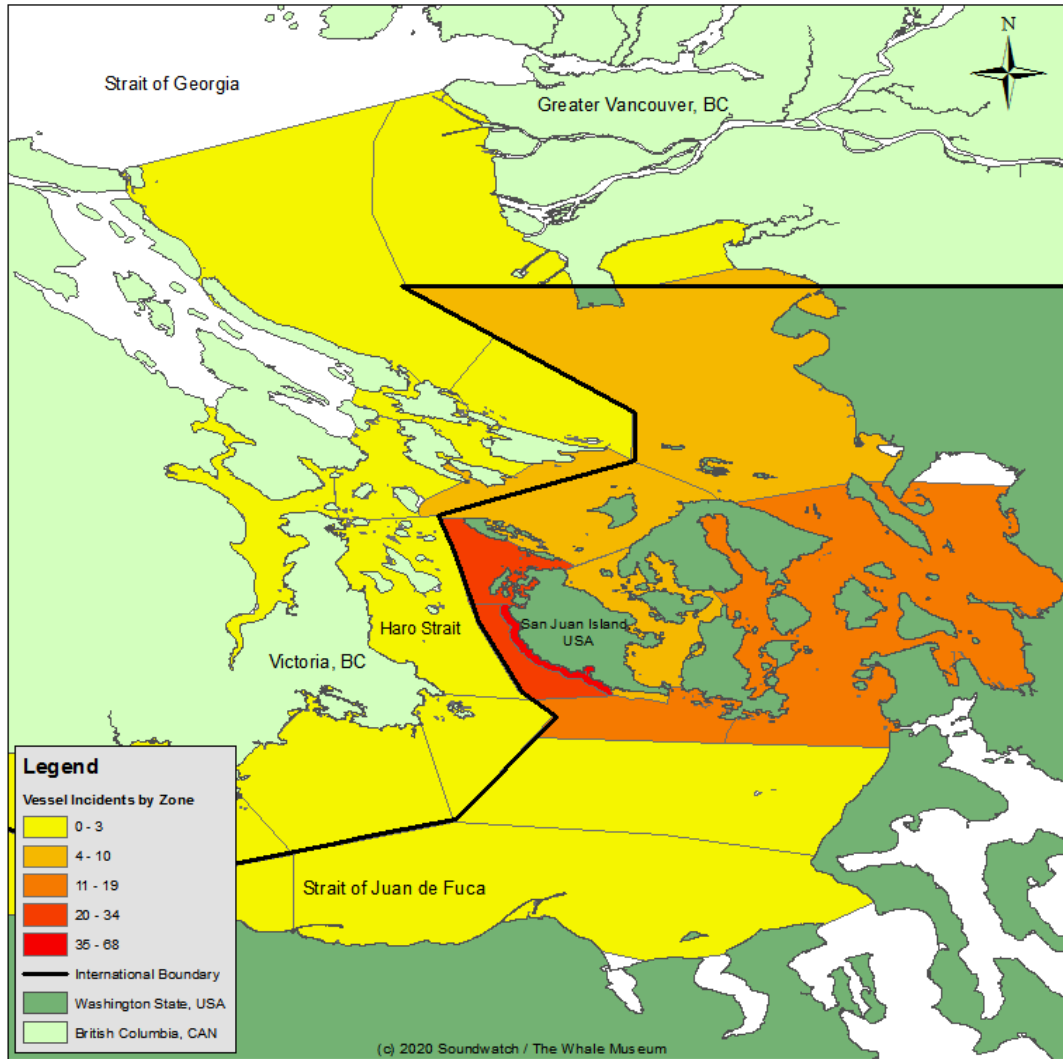 N
Strait of Georgia
Greater Vancouver, BC
San Juan Island
USA
Haro Strait
Victoria, BC
Legend
Vessel Incidents by Zone
0 - 3
4 - 10
11 - 19
20 - 34
35 - 68
International Boundary
Washington State, USA
British Columbia, CAN
Strait of Juan de Fuca
(c) 2020 Soundwatch / The Whale Museum